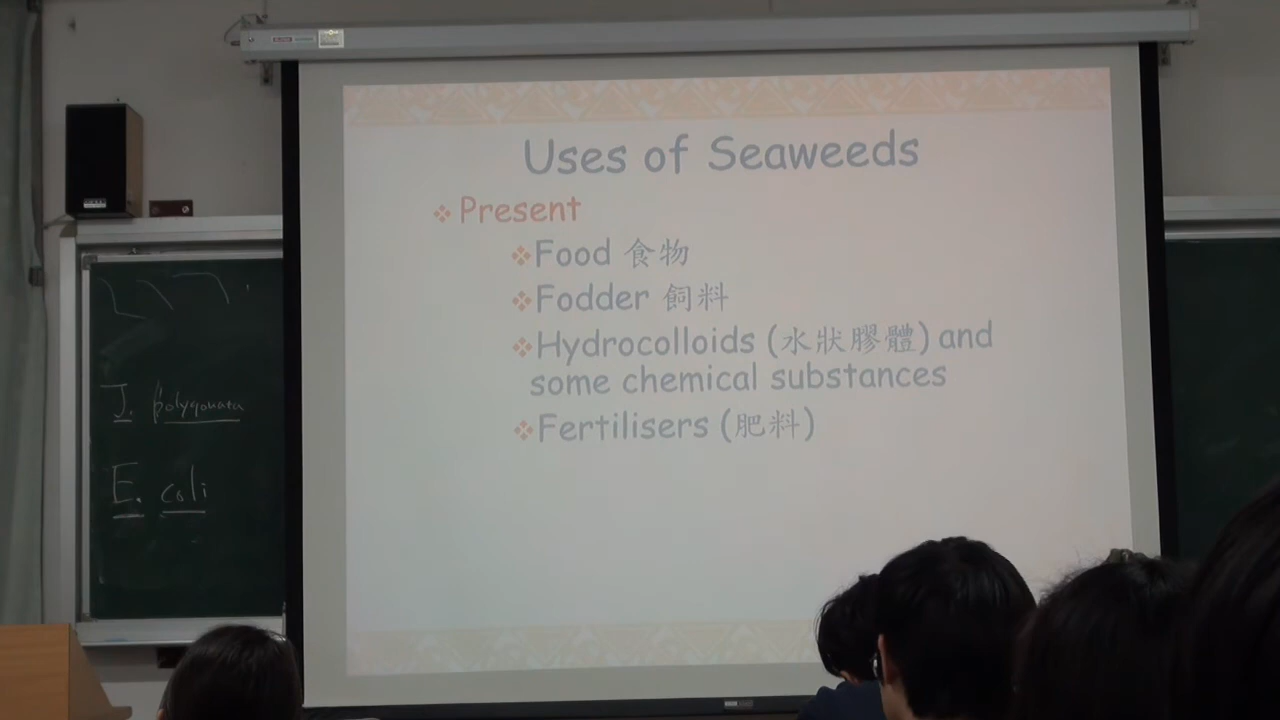 Uses of Seaweeds
Present
Food 食物
Fodder 飼料
Hydrocolloids (水狀膠體) and
some chemical substances
Fertilisers (肥料)
J. polygonata
E. coli